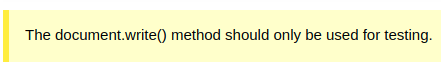 The document.write() method should only be used for testing.